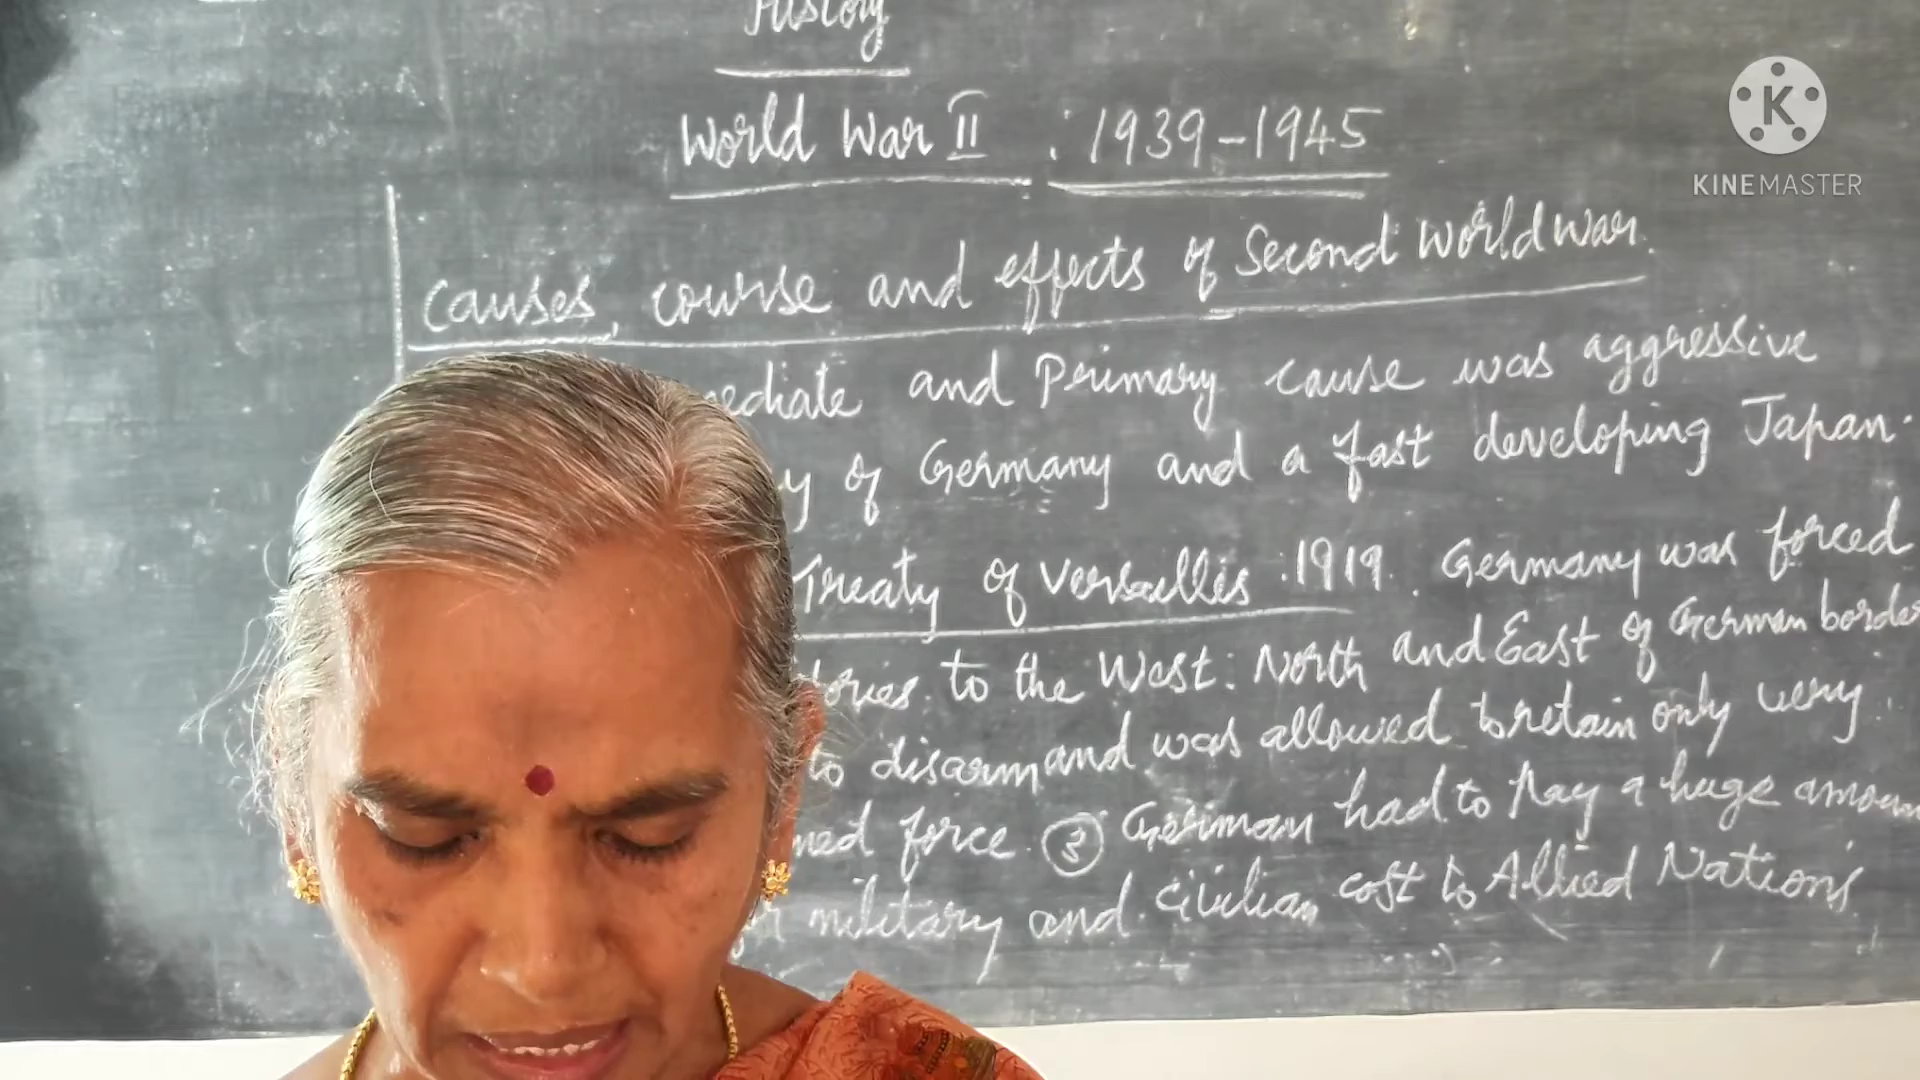 History
World War II : 1939-1945
K
KINEMASTER
Causes, course and effects of Second World War.
and Primary cause was aggressive
of Germany and a fast developing Japan.
Treaty of Versailles : 1919. Germany was forced
to the West: North and East of German border
to disarm and was allowed to retain only very
force. ③ German had to pay a huge amoun
military and civilian cost to Allied Nations